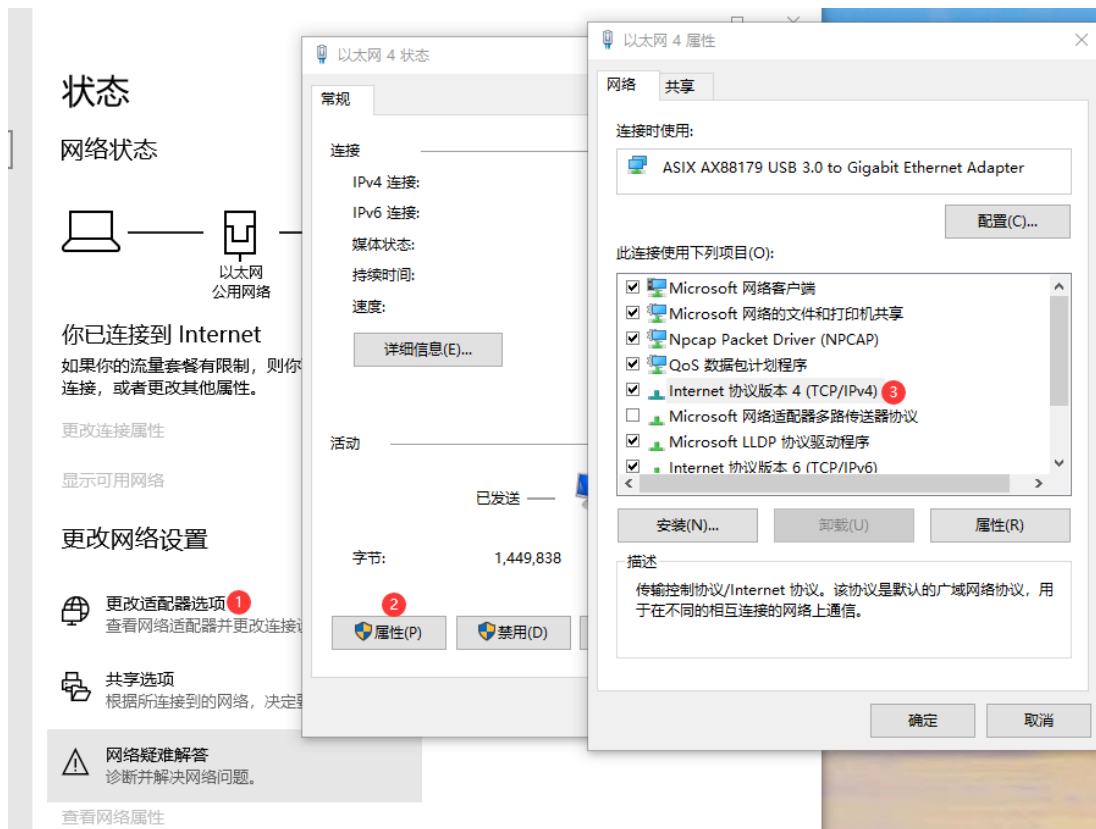 状态
网络状态
以太网
公用网络
你已连接到 Internet
如果你的流量套餐有限制，则你
连接，或者更改其他属性。
更改连接属性
显示可用网络
更改网络设置
更改适配器选项 1
查看网络适配器并更改连接
共享选项
根据所连接到的网络，决定
网络疑难解答
诊断并解决网络问题。
查看网络属性
以太网 4 状态
常规
连接
IPv4 连接:
IPv6 连接:
媒体状态:
持续时间:
速度:
详细信息(E)...
活动
已发送
字节: 1,449,838
2
属性(P) 禁用(D)
以太网 4 属性
网络 共享
连接时使用:
ASIX AX88179 USB 3.0 to Gigabit Ethernet Adapter
配置(C)...
此连接使用下列项目(O):
Microsoft 网络客户端
Microsoft 网络的文件和打印机共享
Npcap Packet Driver (NPCAP)
QoS 数据包计划程序
Internet 协议版本 4 (TCP/IPv4) 3
Microsoft 网络适配器多路传送器协议
Microsoft LLDP 协议驱动程序
Internet 协议版本 6 (TCP/IPv6)
安装(N)... 卸载(U) 属性(R)
描述
传输控制协议/Internet 协议。该协议是默认的广域网络协议，用
于在不同的相互连接的网络上通信。
确定 取消